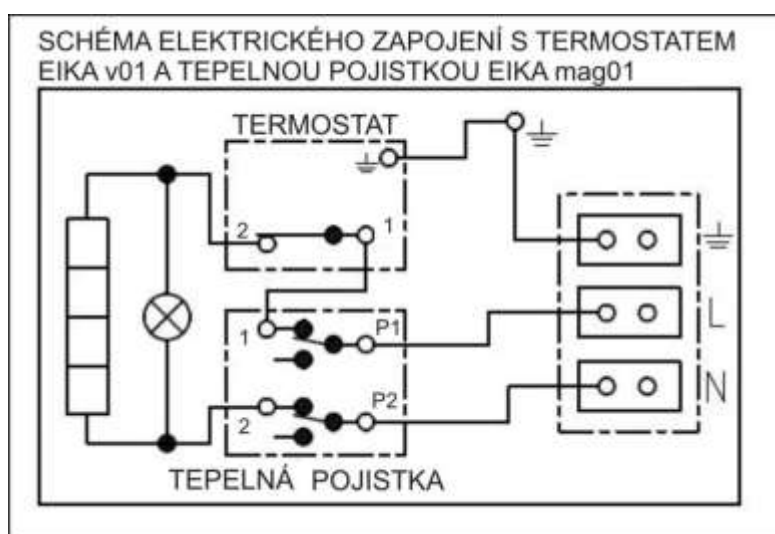 SCHÉMA ELEKTRICKÉHO ZAPOJENÍ S TERMOSTATEM
EIKA v01 A TEPELNOU POJISTKOU EIKA mag01
TERMOSTAT
2
1
1
P1
L
P2
N
2
TEPELNÁ POJISTKA